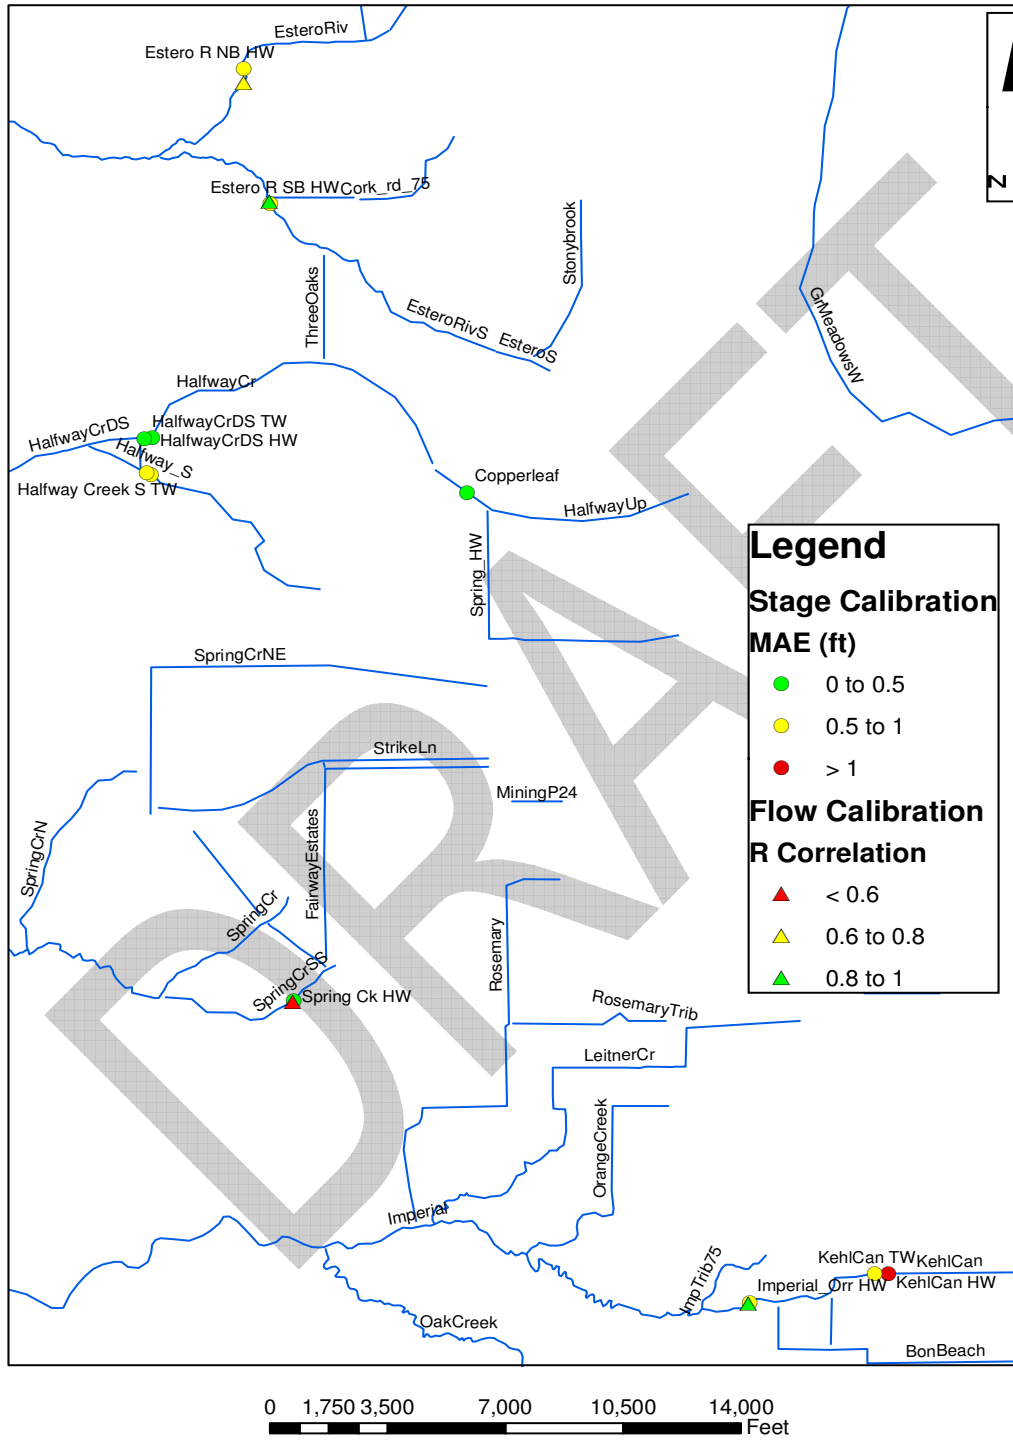 EsteroRiv
Estero R NB HW
Estero R SB HW
Cork_rd_75
Stonybrook
ThreeOaks
GrMeadowsW
EsteroRivS
EsteroS
HalfwayCr
HalfwayCrDS
HalfwayCrDS TW
HalfwayCrDS HW
Halfway_S
Halfway Creek S TW
Copperleaf
HalfwayUp
Spring_HW
SpringCrNE
StrikeLn
MiningP24
SpringCrN
FairwayEstates
SpringCr
SpringCrSS
Spring Ck HW
Rosemary
RosemaryTrib
LeitnerCr
OrangeCreek
Imperial
ImpTrib75
OakCreek
KehlCan TW
KehlCan
KehlCan HW
Imperial_Orr HW
BonBeach
DRAFT
Z
Legend
Stage Calibration
MAE (ft)
0 to 0.5
0.5 to 1
> 1
Flow Calibration
R Correlation
< 0.6
0.6 to 0.8
0.8 to 1
0 1,750 3,500 7,000 10,500 14,000
Feet